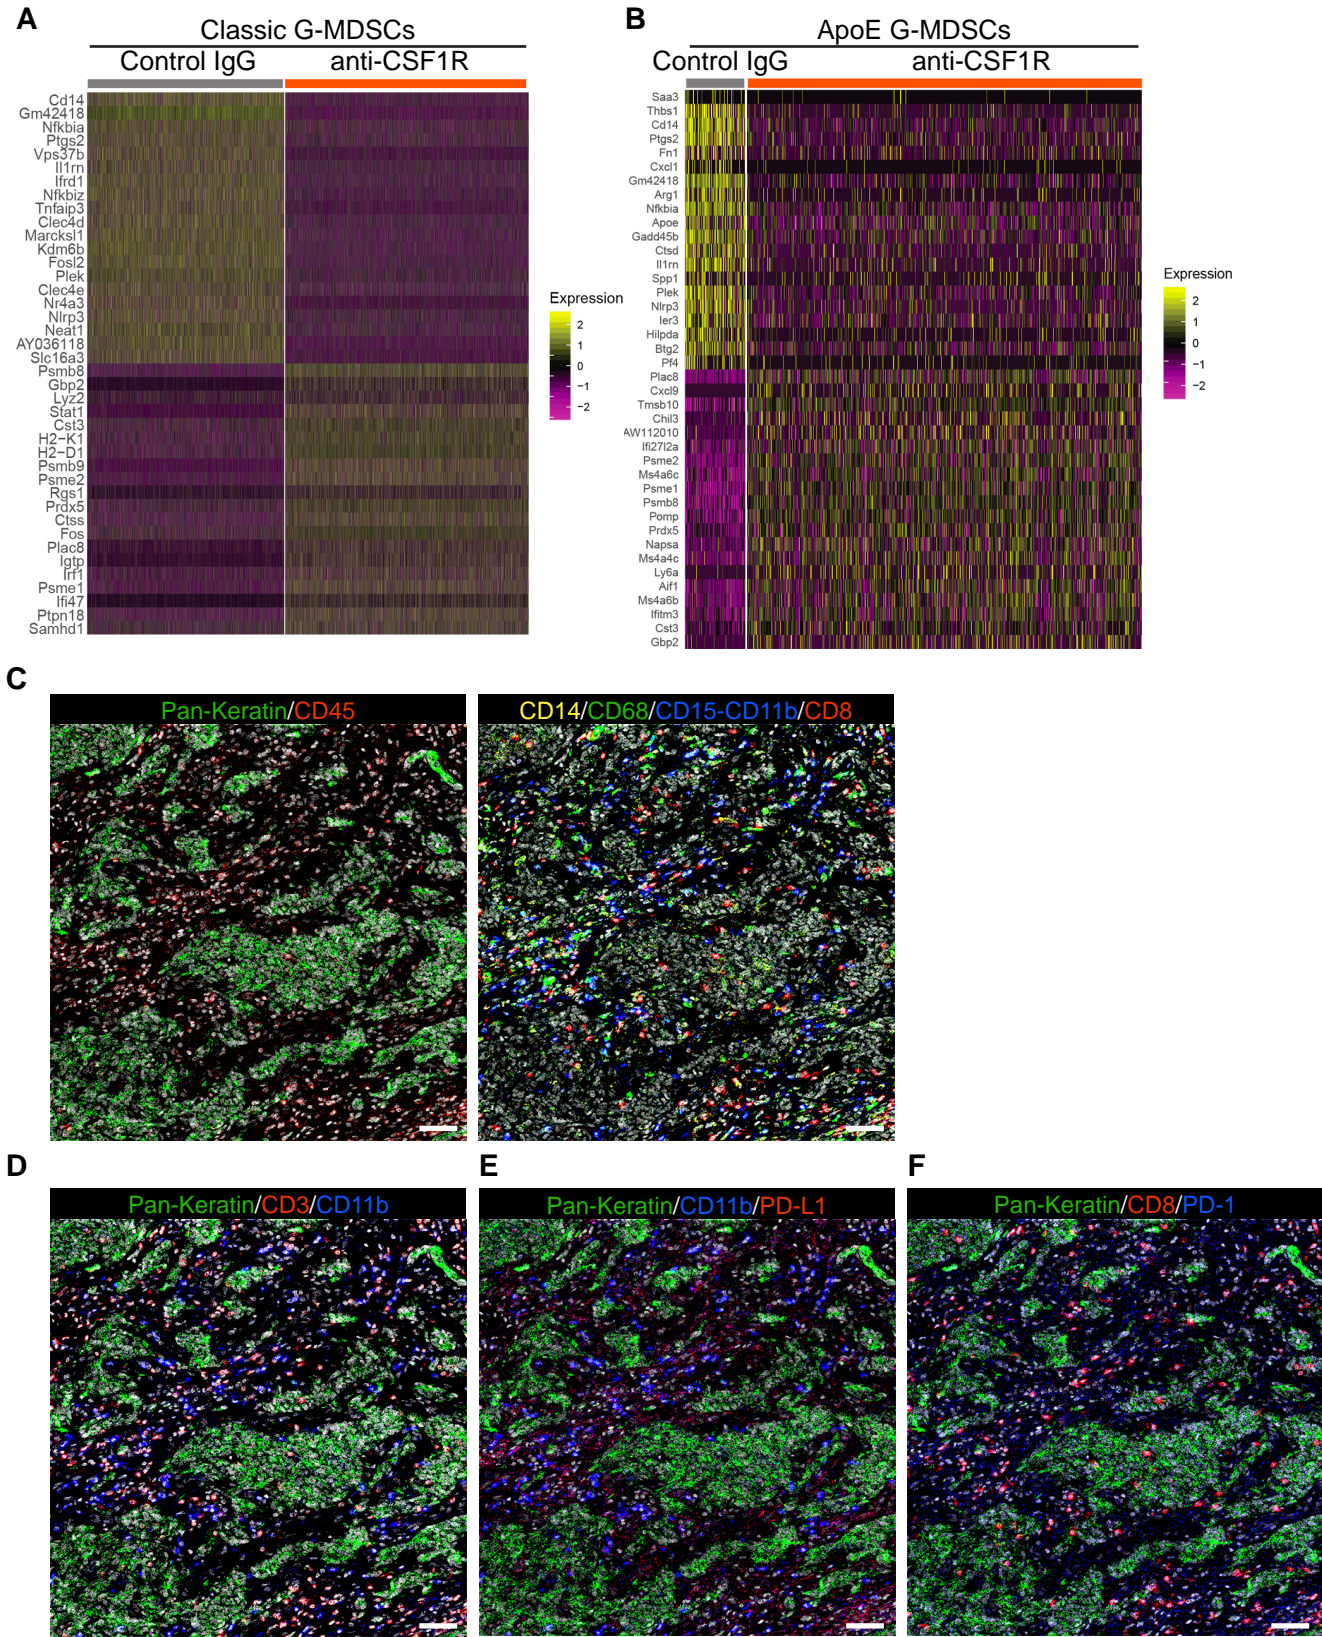 A
Classic G-MDSCs
Control IgG
anti-CSF1R
Cd14
Gm42418
Nfkbia
Ptgs2
Vps37b
Il1rn
Ifrd1
Nfkbiz
Tnfaip3
Clec4d
Marcksl1
Kdm6b
Fosl2
Plek
Clec4e
Nr4a3
Nlrp3
Neat1
AY036118
Slc16a3
Psmb8
Gbp2
Lyz2
Stat1
Cst3
H2−K1
H2−D1
Psmb9
Psme2
Rgs1
Prdx5
Ctss
Fos
Plac8
Igtp
Irf1
Psme1
Ifi47
Ptpn18
Samhd1
Expression
2
1
0
−1
−2
B
ApoE G-MDSCs
Control IgG
anti-CSF1R
Saa3
Thbs1
Cd14
Ptgs2
Fn1
Cxcl1
Gm42418
Arg1
Nfkbia
Apoe
Gadd45b
Ctsd
Il1rn
Spp1
Plek
Nlrp3
Ier3
Hilpda
Btg2
Pf4
Plac8
Cxcl9
Tmsb10
Chil3
AW112010
Ifi27l2a
Psme2
Ms4a6c
Psme1
Psmb8
Pomp
Prdx5
Napsa
Ms4a4c
Ly6a
Aif1
Ms4a6b
Ifitm3
Cst3
Gbp2
Expression
2
1
0
−1
−2
C
Pan-Keratin/CD45
CD14/CD68/CD15-CD11b/CD8
D
Pan-Keratin/CD3/CD11b
E
Pan-Keratin/CD11b/PD-L1
F
Pan-Keratin/CD8/PD-1